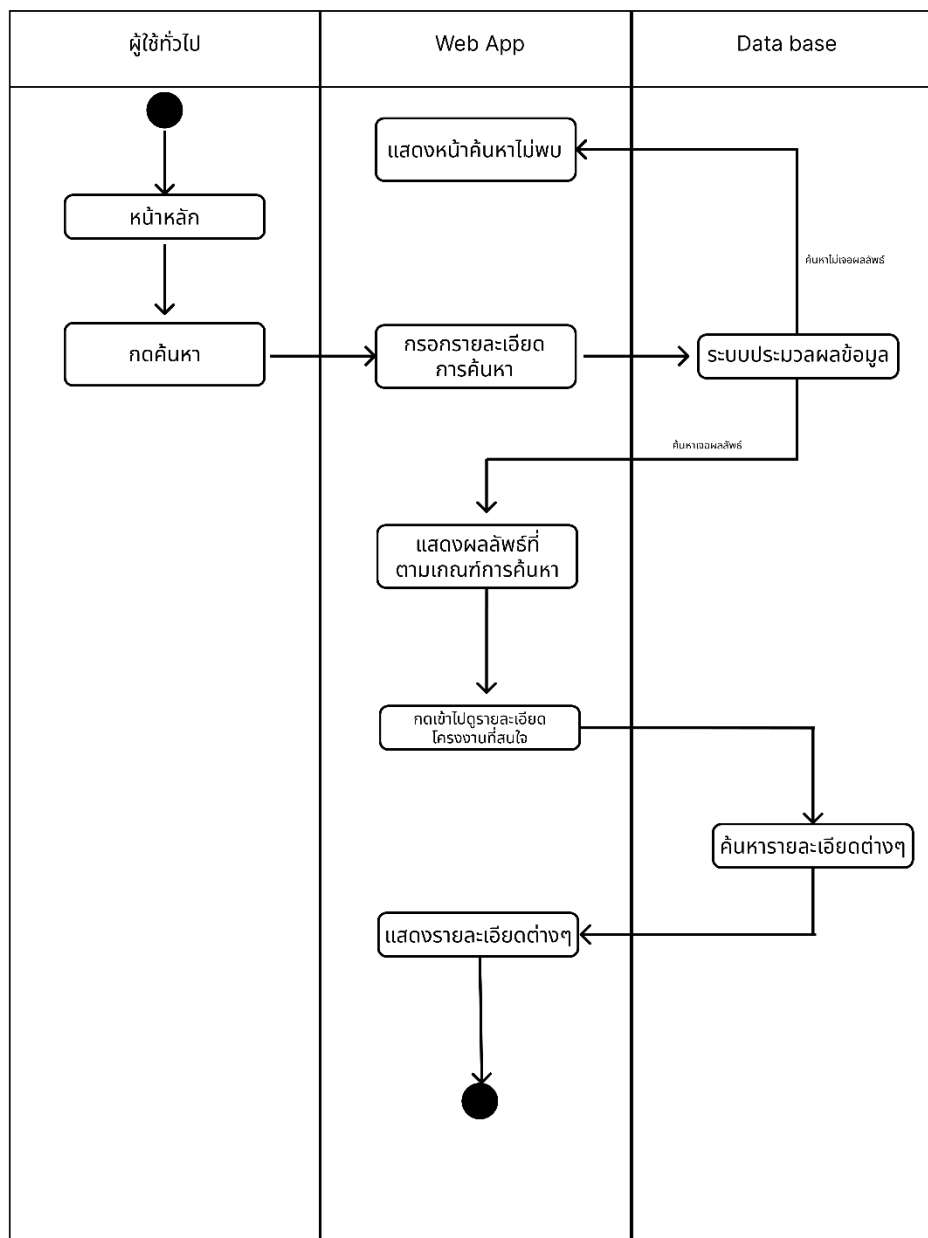 ผู้ใช้ทั่วไป
Web App
Data base
แสดงหน้าค้นหาไม่พบ
หน้าหลัก
ค้นหาไม่เจอผลลัพธ์
กดค้นหา
กรอกรายละเอียด
การค้นหา
ระบบประมวลผลข้อมูล
ค้นหาเจอผลลัพธ์
แสดงผลลัพธ์ที่
ตามเกณฑ์การค้นหา
กดเข้าไปดูรายละเอียด
โครงงานที่สนใจ
ค้นหารายละเอียดต่างๆ
แสดงรายละเอียดต่างๆ